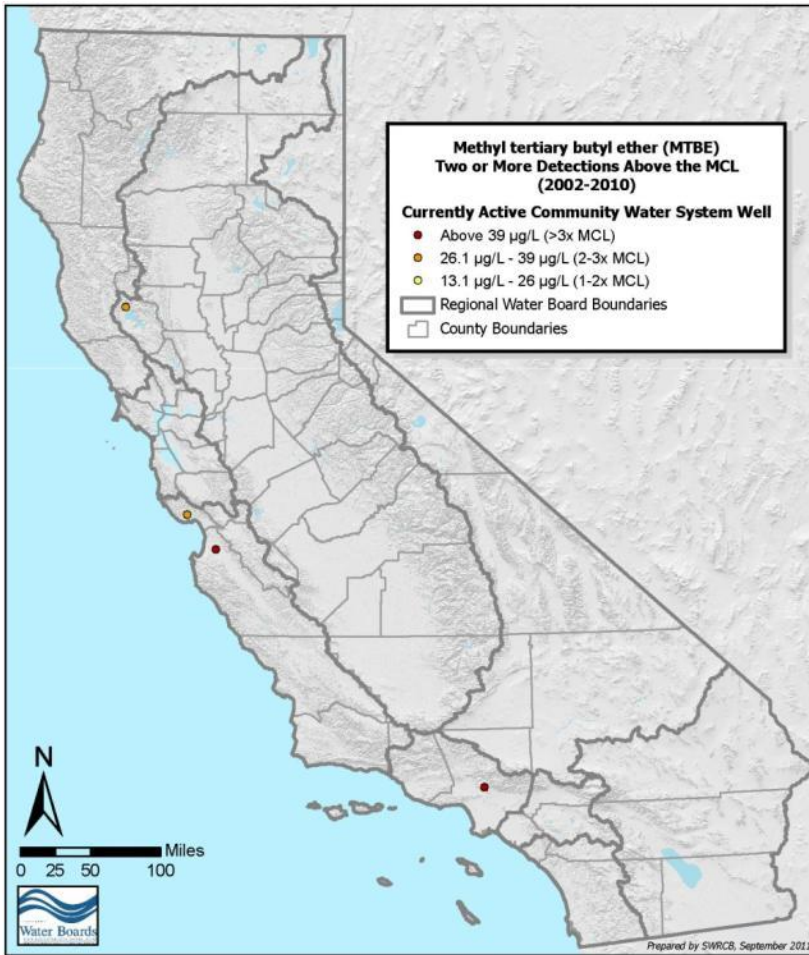 Methyl tertiary butyl ether (MTBE)
Two or More Detections Above the MCL
(2002-2010)
Currently Active Community Water System Well
Above 39 µg/L (>3x MCL)
26.1 µg/L - 39 µg/L (2-3x MCL)
13.1 µg/L - 26 µg/L (1-2x MCL)
Regional Water Board Boundaries
County Boundaries
N
Miles
0 25 50 100
Water Boards
Prepared by SWRCB, September 2011